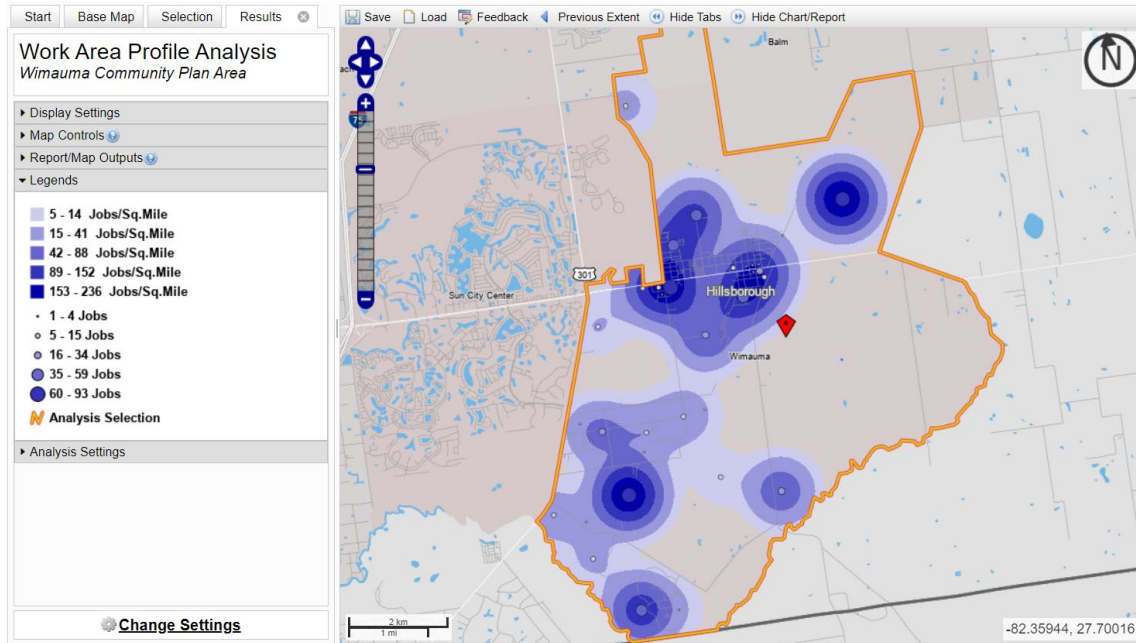 Start
Base Map
Selection
Results
Save
Load
Feedback
Previous Extent
Hide Tabs
Hide Chart/Report
Work Area Profile Analysis
Wimauma Community Plan Area
Display Settings
Map Controls
Report/Map Outputs
Legends
5 - 14 Jobs/Sq.Mile
15 - 41 Jobs/Sq.Mile
42 - 88 Jobs/Sq.Mile
89 - 152 Jobs/Sq.Mile
153 - 236 Jobs/Sq.Mile
1 - 4 Jobs
5 - 15 Jobs
16 - 34 Jobs
35 - 59 Jobs
60 - 93 Jobs
Analysis Selection
Analysis Settings
Change Settings
Balm
N
75
301
Sun City Center
Hillsborough
Wimauma
2 km
1 mi
-82.35944, 27.70016